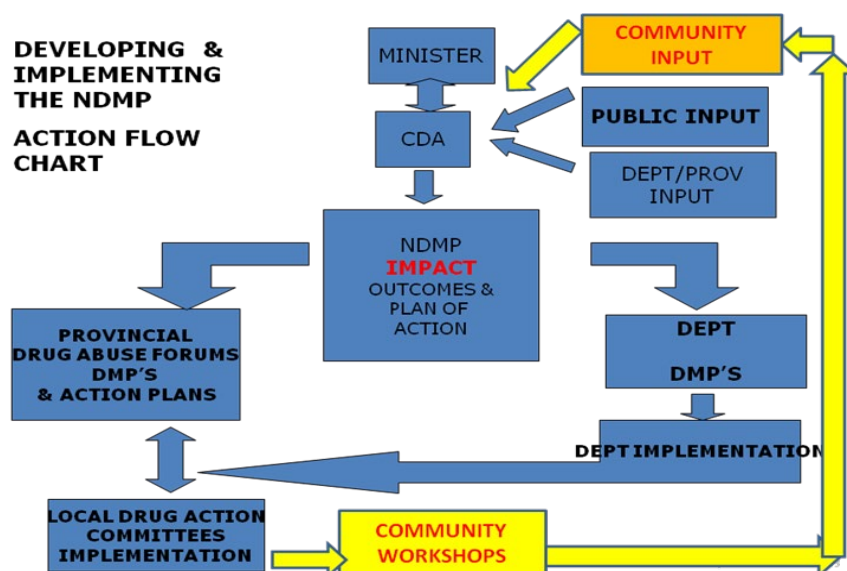 DEVELOPING &
IMPLEMENTING
THE NDMP
ACTION FLOW
CHART
MINISTER
COMMUNITY
INPUT
CDA
PUBLIC INPUT
DEPT/PROV
INPUT
NDMP
IMPACT
OUTCOMES &
PLAN OF
ACTION
PROVINCIAL
DRUG ABUSE FORUMS
DMP'S
& ACTION PLANS
DEPT
DMP'S
DEPT IMPLEMENTATION
LOCAL DRUG ACTION
COMMITTEES
IMPLEMENTATION
COMMUNITY
WORKSHOPS